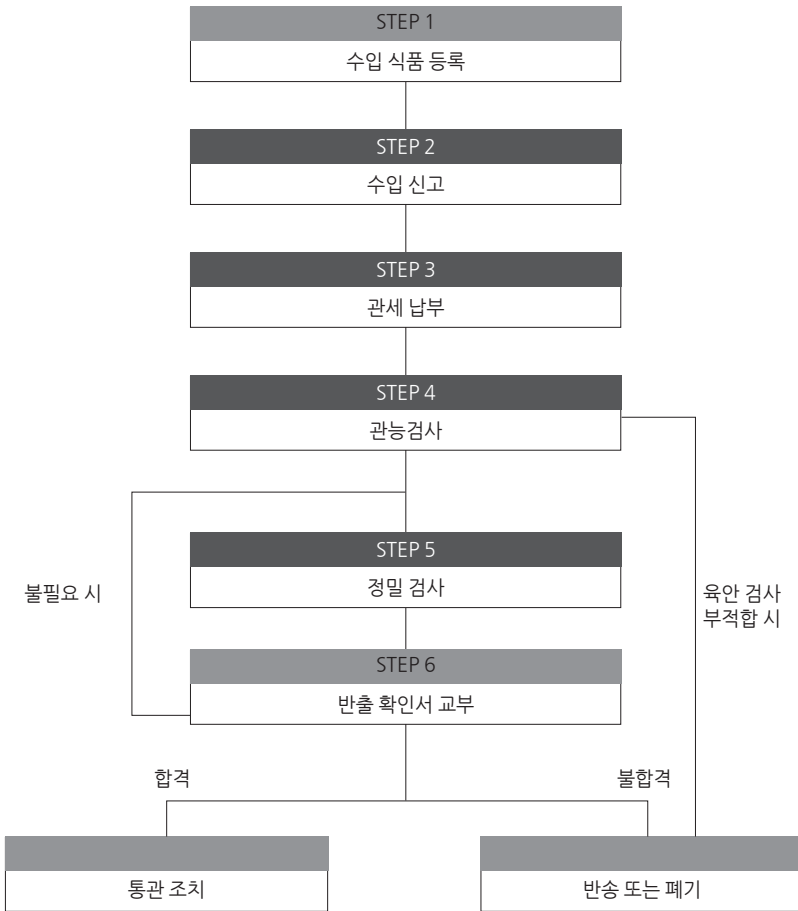 STEP 1
수입 식품 등록
STEP 2
수입 신고
STEP 3
관세 납부
STEP 4
관능검사
STEP 5
정밀 검사
불필요 시
육안 검사
부적합 시
STEP 6
반출 확인서 교부
합격
불합격
통관 조치
반송 또는 폐기